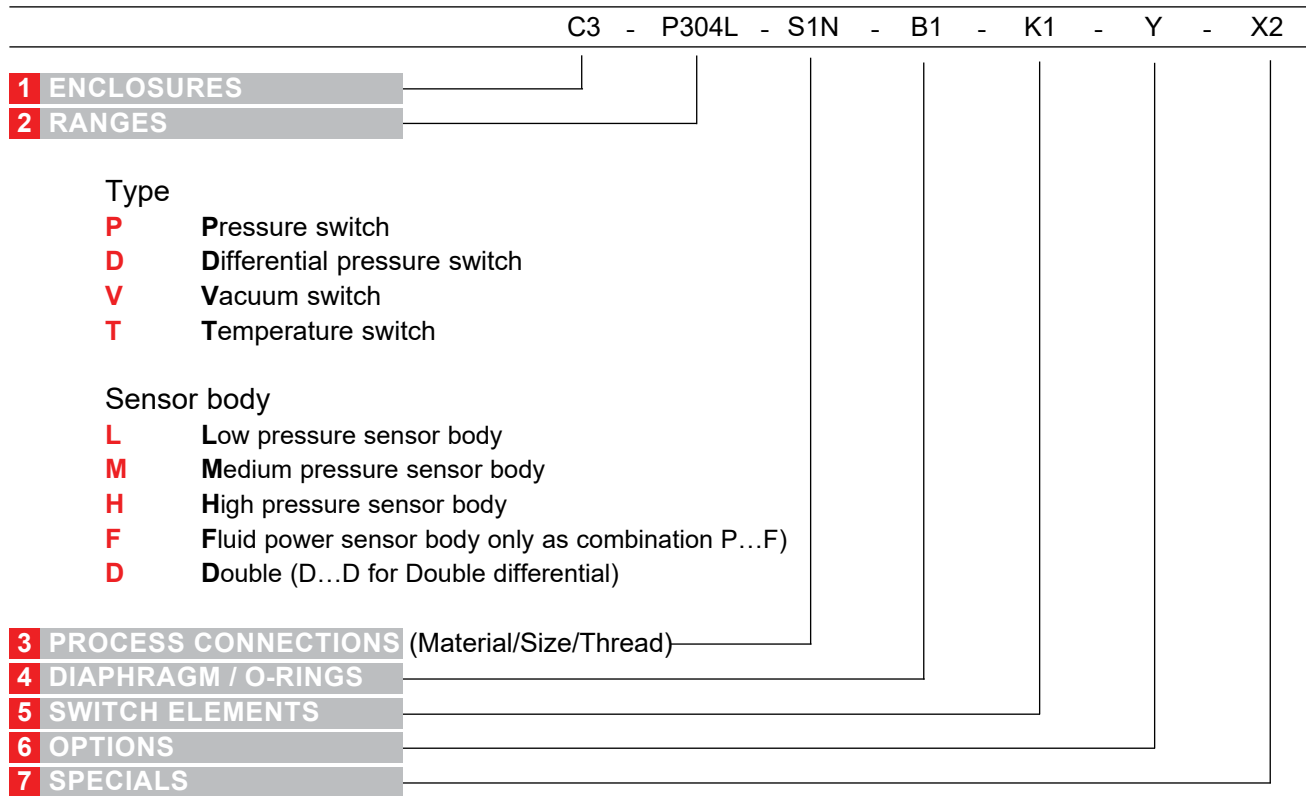 C3 - P304L - S1N - B1 - K1 - Y - X2
1 ENCLOSURES
2 RANGES
Type
P Pressure switch
D Differential pressure switch
V Vacuum switch
T Temperature switch
Sensor body
L Low pressure sensor body
M Medium pressure sensor body
H High pressure sensor body
F Fluid power sensor body only as combination P…F)
D Double (D…D for Double differential)
3 PROCESS CONNECTIONS (Material/Size/Thread)
4 DIAPHRAGM / O-RINGS
5 SWITCH ELEMENTS
6 OPTIONS
7 SPECIALS